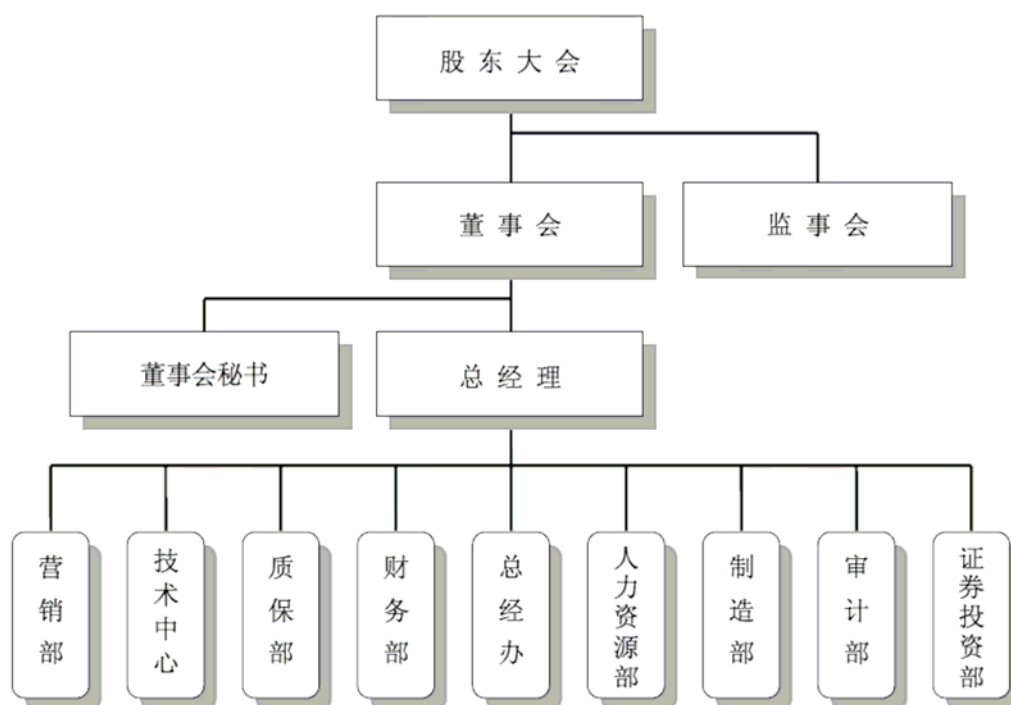 股东大会
董事会
监事会
董事会秘书
总经理
营销部
技术中心
质保部
财务部
总经办
人力资源部
制造部
审计部
证券投资部